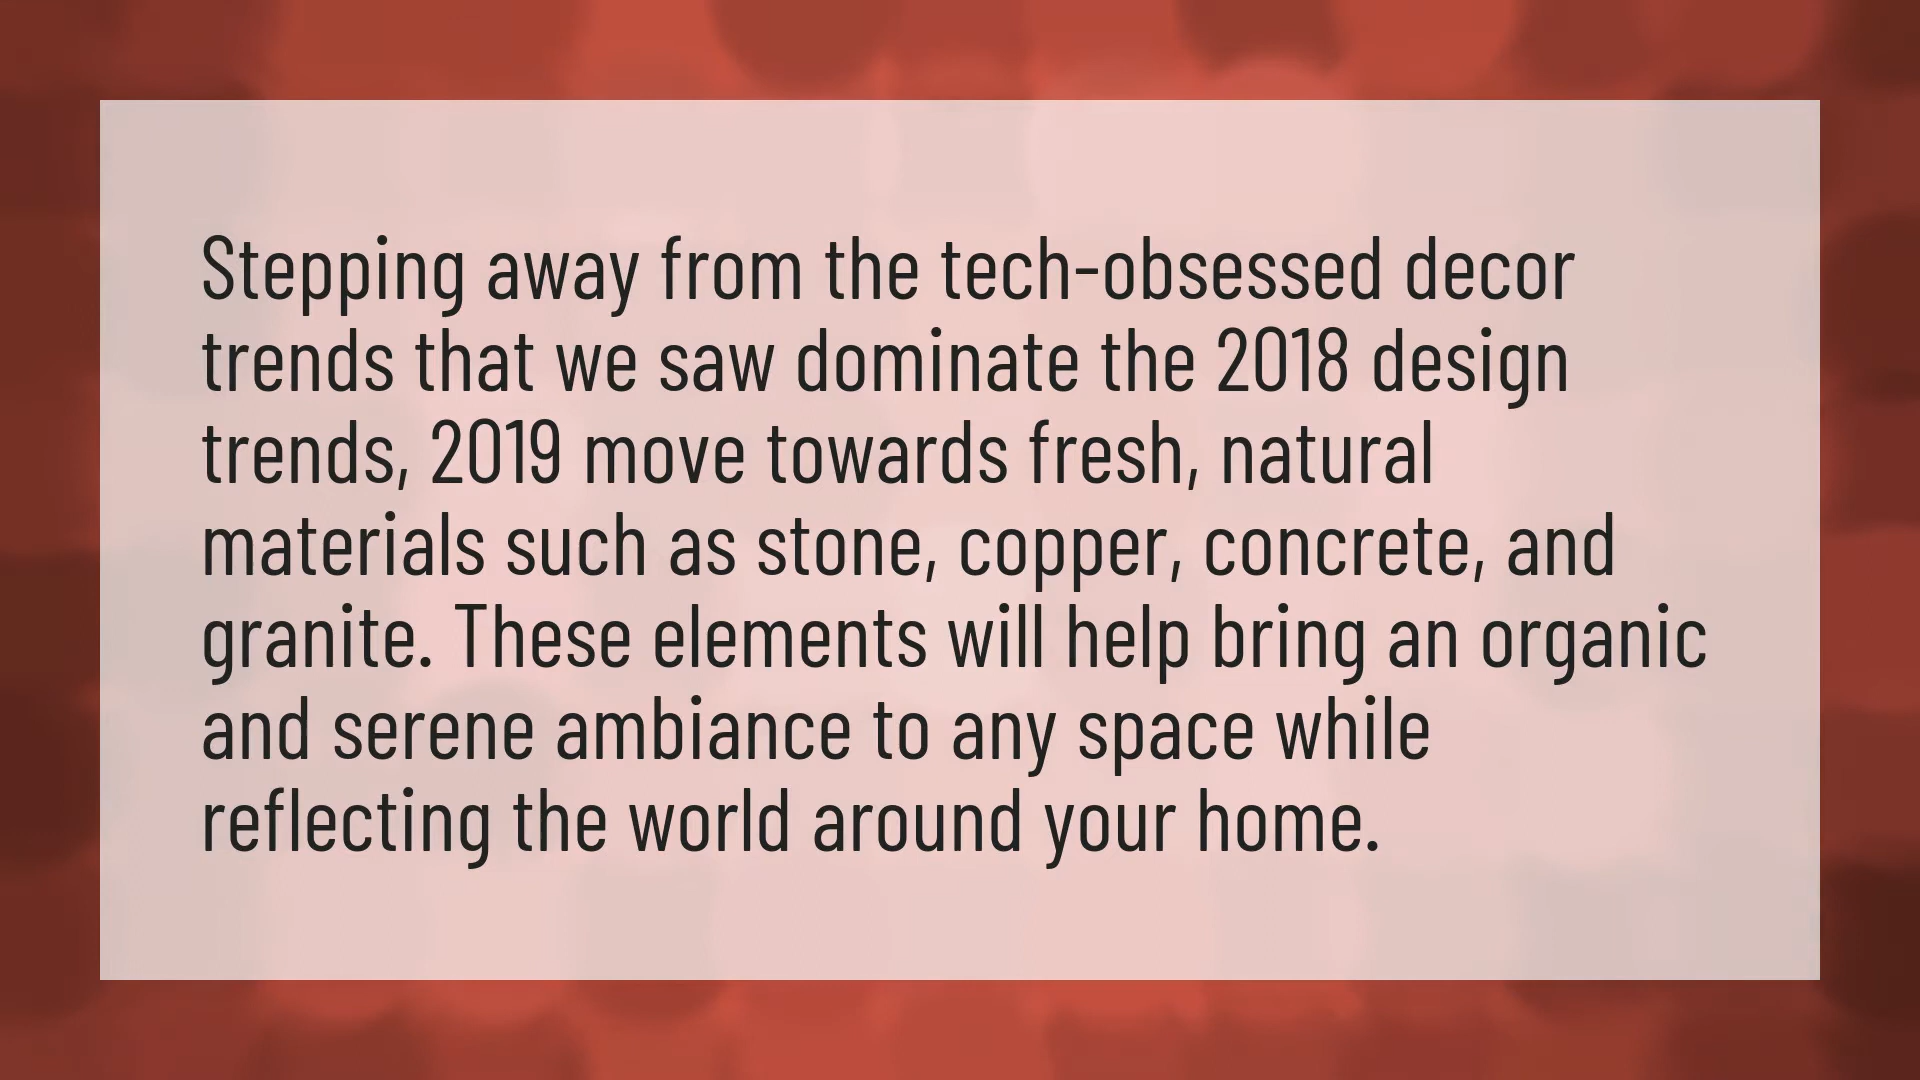 Stepping away from the tech-obsessed decor
trends that we saw dominate the 2018 design
trends, 2019 move towards fresh, natural
materials such as stone, copper, concrete, and
granite. These elements will help bring an organic
and serene ambiance to any space while
reflecting the world around your home.